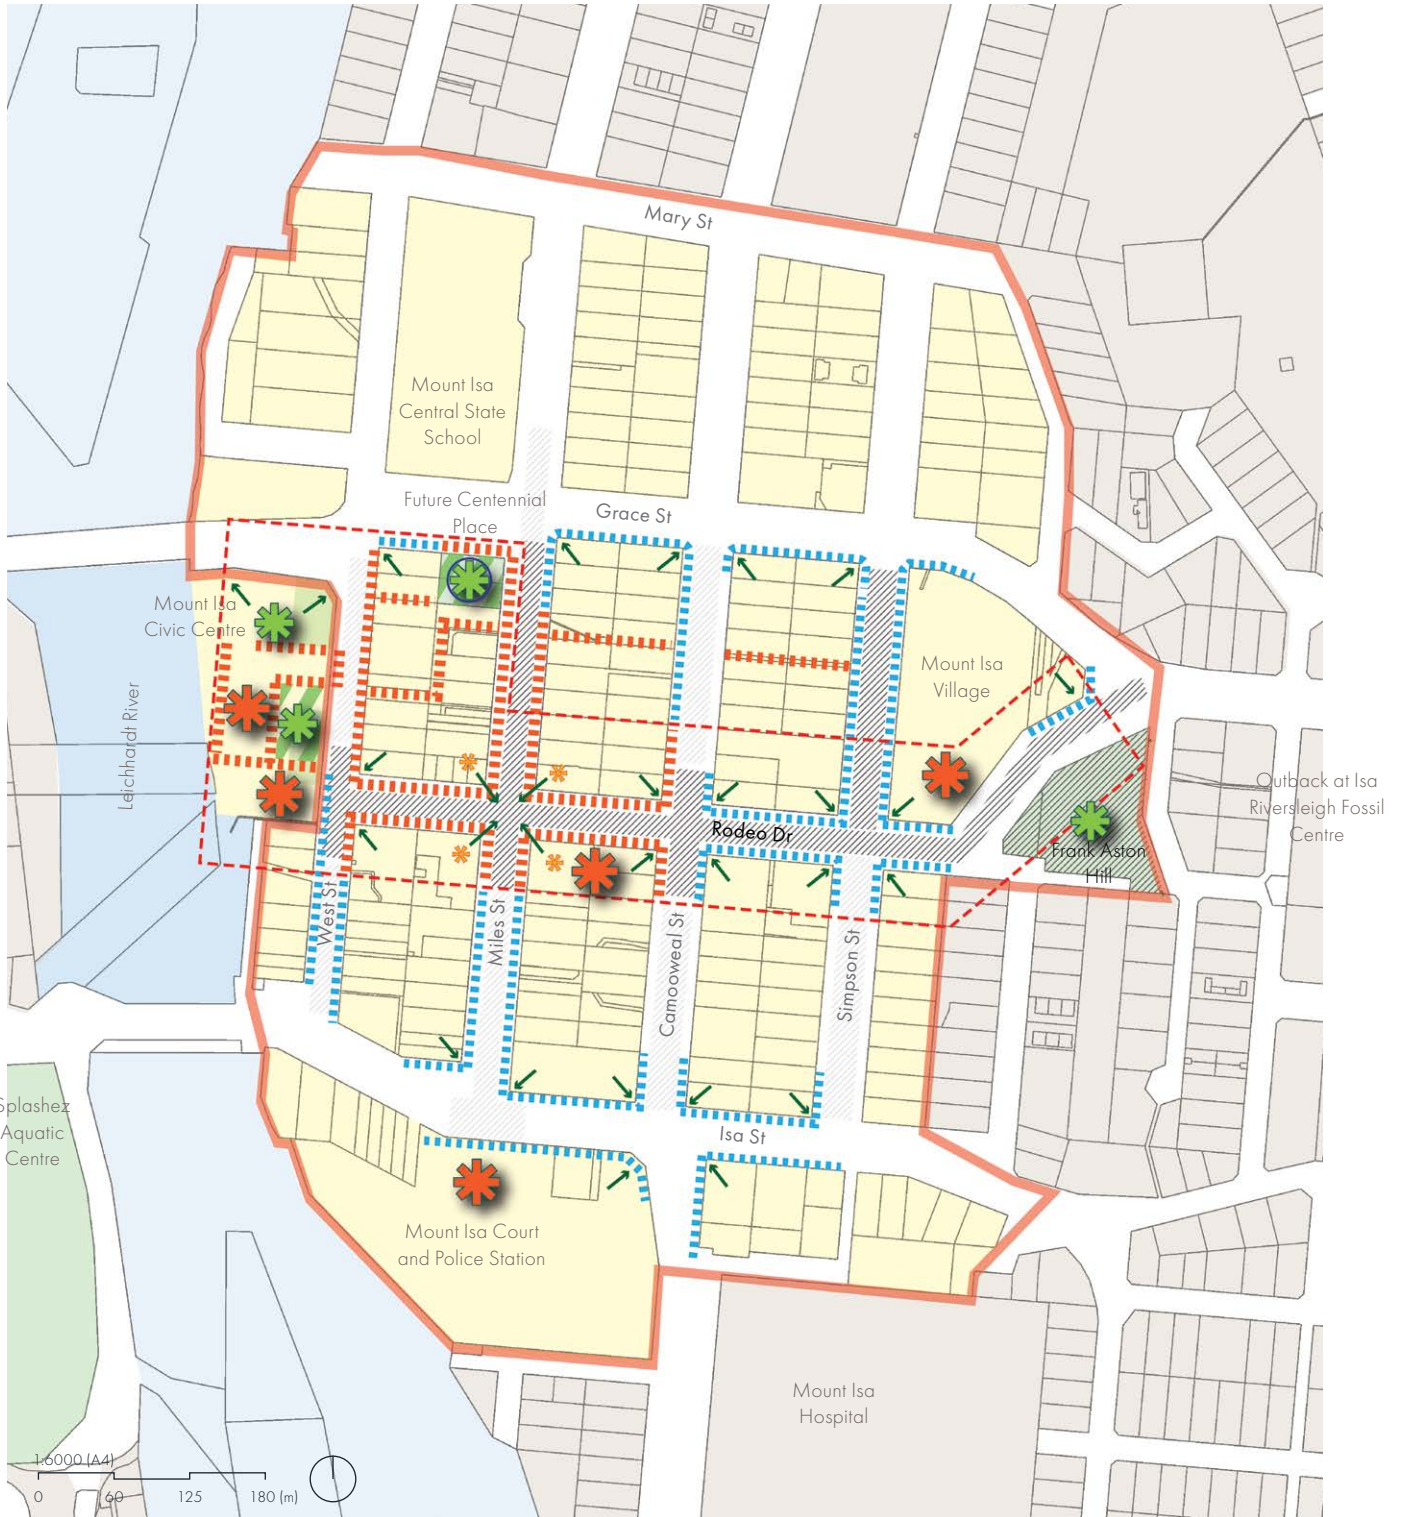 Mary St
Mount Isa
Central State
School
Future Centennial
Place
Grace St
Mount Isa
Civic Centre
Mount Isa
Village
Leichhardt River
Outback at Isa
Riversleigh Fossil
Centre
Rodeo Dr
Frank Aston
Hill
West St
Miles St
Camooweal St
Simpson St
Splashez
Aquatic
Centre
Isa St
Mount Isa Court
and Police Station
Mount Isa
Hospital
1:6000 (A4)
0 60 125 180 (m)